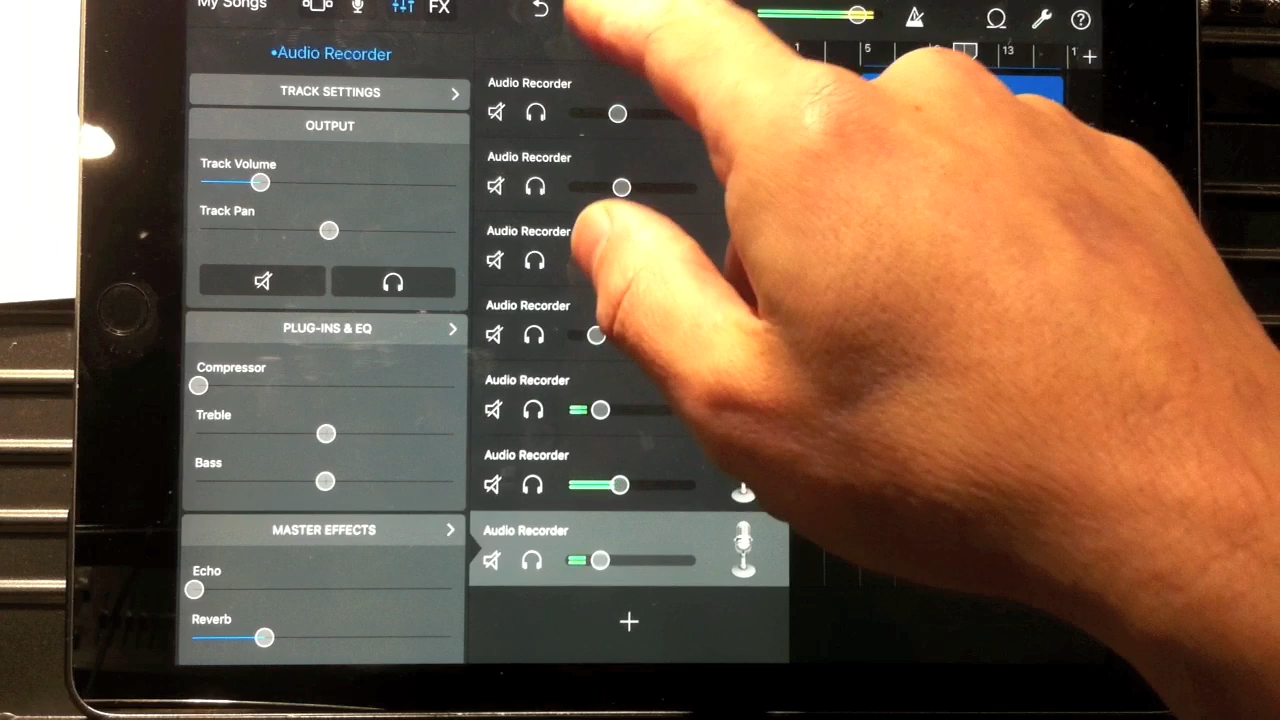 My Songs
FX
•Audio Recorder
1
5
13
+
TRACK SETTINGS
OUTPUT
Track Volume
Track Pan
PLUG-INS & EQ
Compressor
Treble
Bass
MASTER EFFECTS
Echo
Reverb
Audio Recorder
Audio Recorder
Audio Recorder
Audio Recorder
Audio Recorder
Audio Recorder
Audio Recorder
+